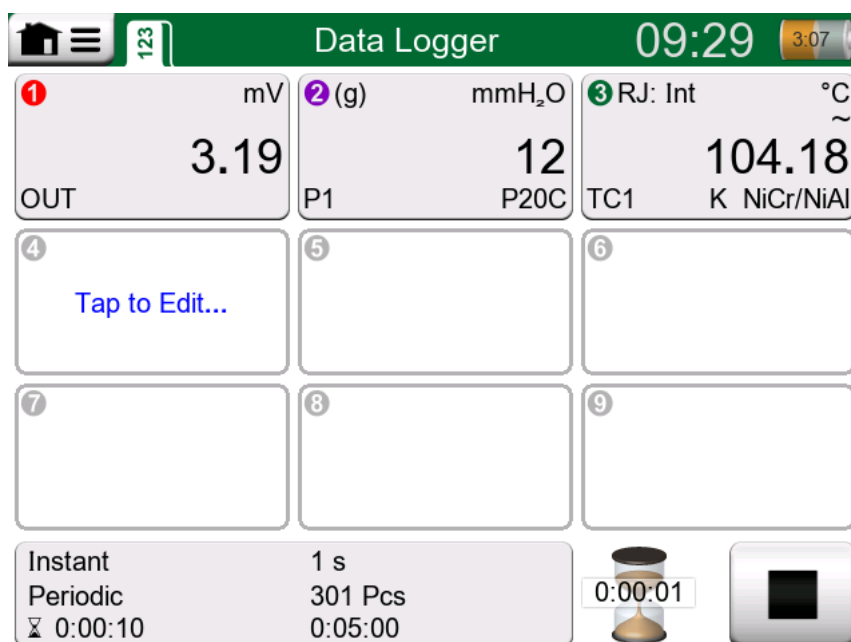 123 Data Logger 09:29 3:07
1 mV
3.19
OUT
2 (g) mmH₂O
12
P1 P20C
3 RJ: Int °C
~
104.18
TC1 K NiCr/NiAl
4
Tap to Edit...
5
6
7
8
9
Instant 1 s
Periodic 301 Pcs
0:00:10 0:05:00
0:00:01